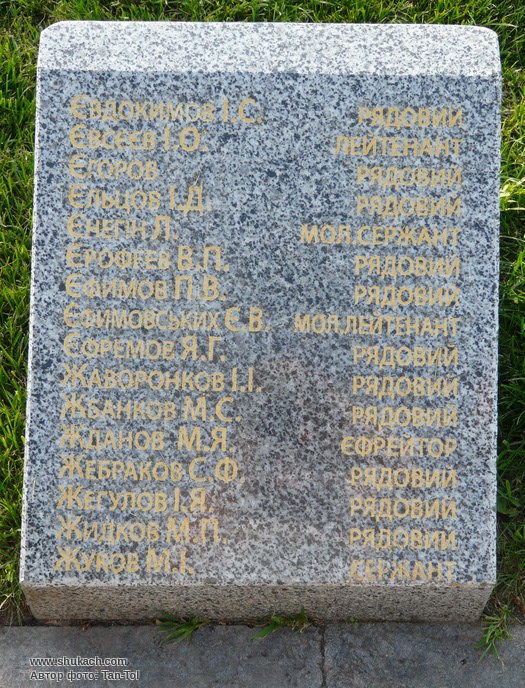 Євдокимов І.С. рядовий
Євсеев І.О. лейтенант
Єгоров рядовий
Єльцов І.Д. рядовий
Єнегін Л. мол.сержант
Єрофеев В.П. рядовий
Єфимов П.В. рядовий
Єфимовських Є.В. мол.лейтенант
Єфремов Я.Г. рядовий
Жаворонков І.І. рядовий
Жбанков М.С. рядовий
Жданов М.Я. єфрейтор
Жебраков С.Ф. рядовий
Жегулов І.Я. рядовий
Жидков М.П. рядовий
Жуков М.І. сержант
www.shukach.com
Автор фото: Tan-Tol